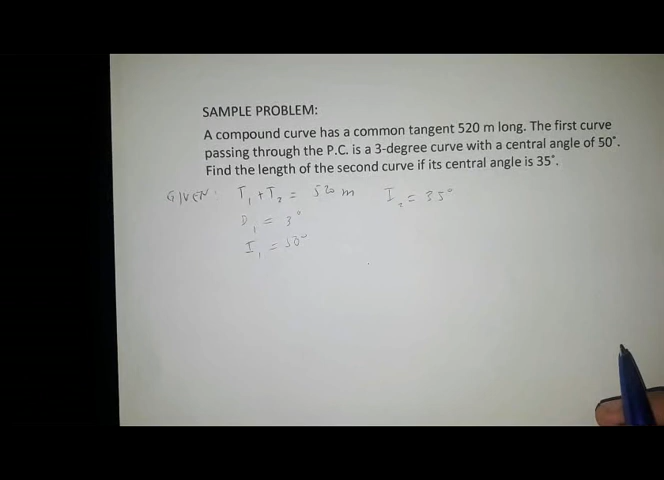 SAMPLE PROBLEM:
A compound curve has a common tangent 520 m long. The first curve
passing through the P.C. is a 3-degree curve with a central angle of 50°.
Find the length of the second curve if its central angle is 35°.
GIVEN: T₁ + T₂ = 520 m I₂ = 35°
D₁ = 3°
I₁ = 50°